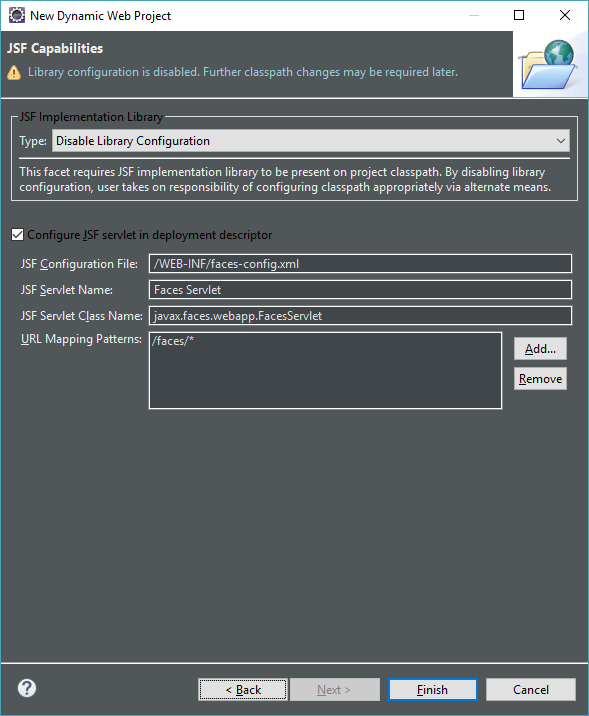 New Dynamic Web Project
JSF Capabilities
Library configuration is disabled. Further classpath changes may be required later.
JSF Implementation Library
Type: Disable Library Configuration
This facet requires JSF implementation library to be present on project classpath. By disabling library
configuration, user takes on responsibility of configuring classpath appropriately via alternate means.
Configure JSF servlet in deployment descriptor
JSF Configuration File: /WEB-INF/faces-config.xml
JSF Servlet Name: Faces Servlet
JSF Servlet Class Name: javax.faces.webapp.FacesServlet
URL Mapping Patterns: /faces/*
Add...
Remove
? < Back Next > Finish Cancel